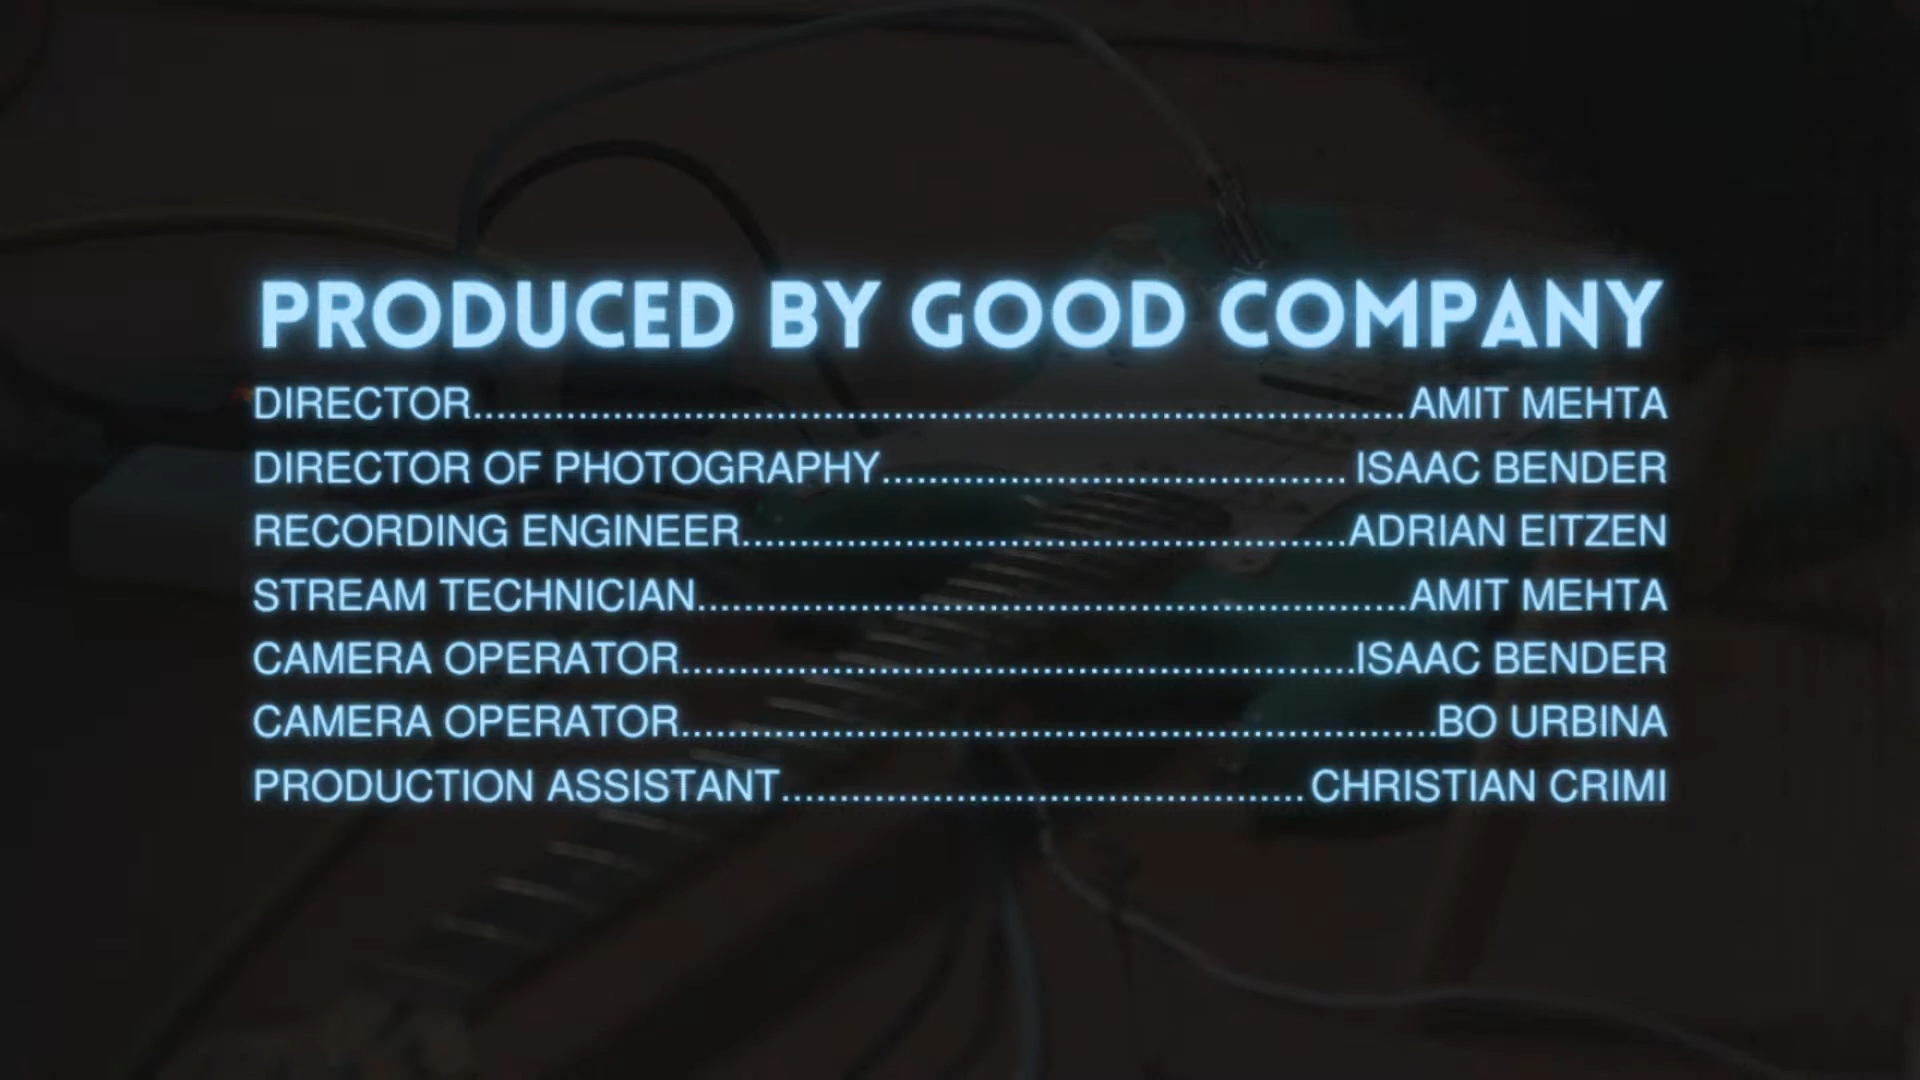 PRODUCED BY GOOD COMPANY
DIRECTOR................................................................................AMIT MEHTA
DIRECTOR OF PHOTOGRAPHY........................................ ISAAC BENDER
RECORDING ENGINEER....................................................ADRIAN EITZEN
STREAM TECHNICIAN.............................................................AMIT MEHTA
CAMERA OPERATOR..........................................................ISAAC BENDER
CAMERA OPERATOR.................................................................BO URBINA
PRODUCTION ASSISTANT............................................. CHRISTIAN CRIMI